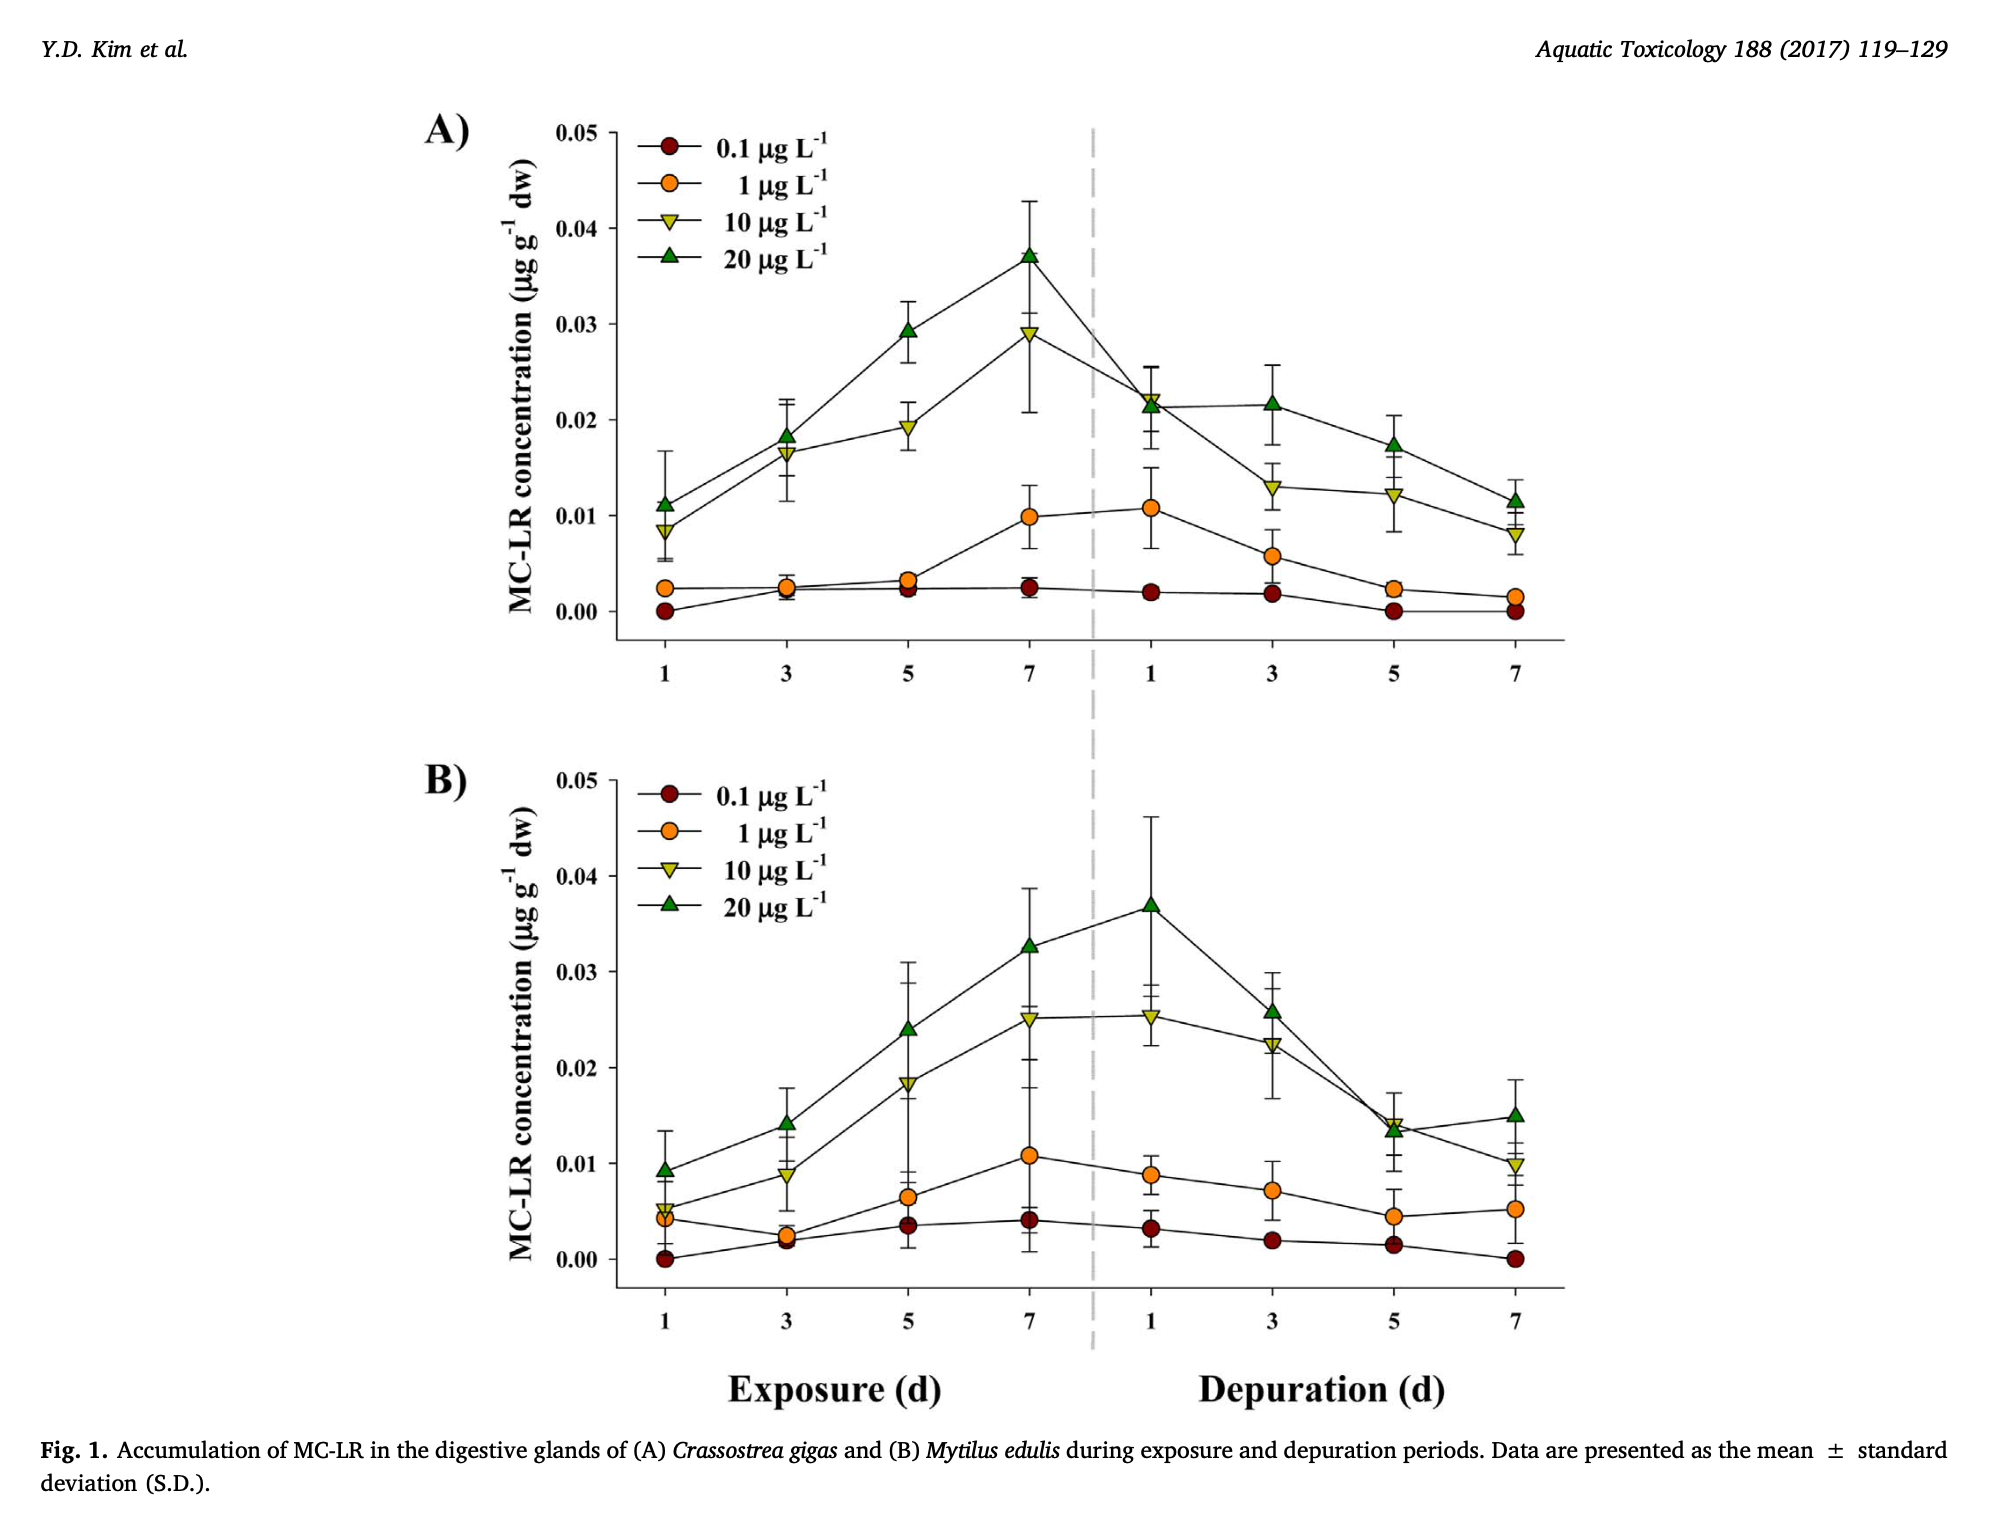 Y.D. Kim et al.
Aquatic Toxicology 188 (2017) 119–129
A)
MC-LR concentration (µg g⁻¹ dw)
0.05
0.04
0.03
0.02
0.01
0.00
0.1 µg L⁻¹
1 µg L⁻¹
10 µg L⁻¹
20 µg L⁻¹
1 3 5 7 1 3 5 7
B)
MC-LR concentration (µg g⁻¹ dw)
0.05
0.04
0.03
0.02
0.01
0.00
0.1 µg L⁻¹
1 µg L⁻¹
10 µg L⁻¹
20 µg L⁻¹
1 3 5 7 1 3 5 7
Exposure (d) Depuration (d)
Fig. 1. Accumulation of MC-LR in the digestive glands of (A) Crassostrea gigas and (B) Mytilus edulis during exposure and depuration periods. Data are presented as the mean ± standard
deviation (S.D.).